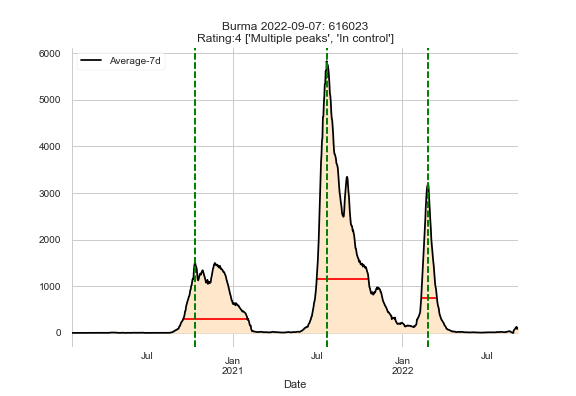 Burma 2022-09-07: 616023
Rating:4 ['Multiple peaks', 'In control']
Average-7d
6000
5000
4000
3000
2000
1000
0
Jul
Jan
2021
Jul
Jan
2022
Jul
Date